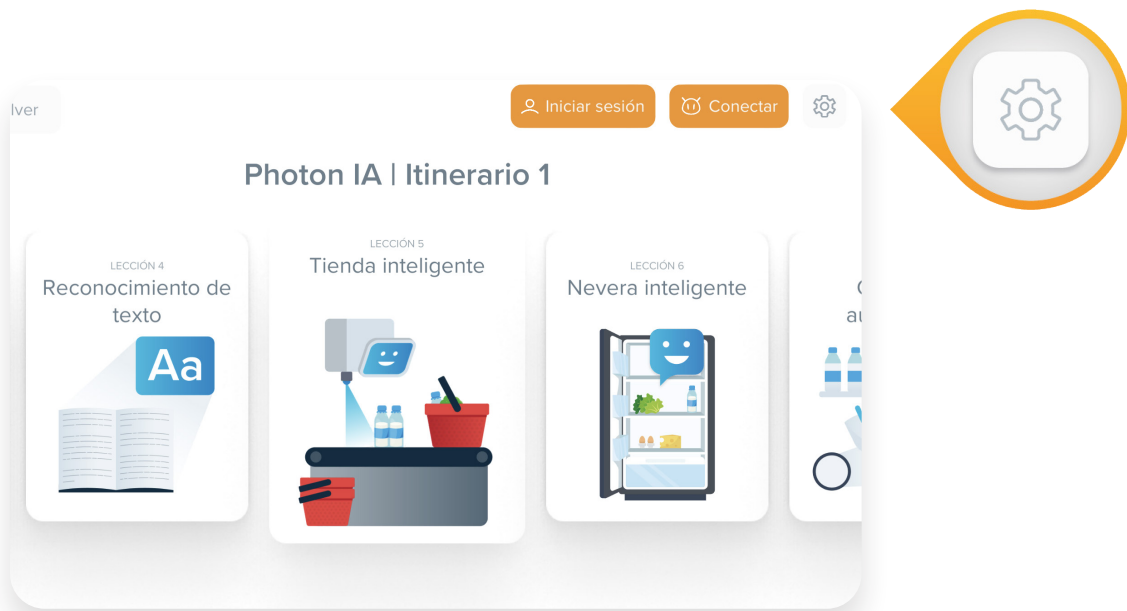 lver
Iniciar sesión
Conectar
Photon IA | Itinerario 1
LECCIÓN 4
Reconocimiento de
texto
Aa
LECCIÓN 5
Tienda inteligente
LECCIÓN 6
Nevera inteligente